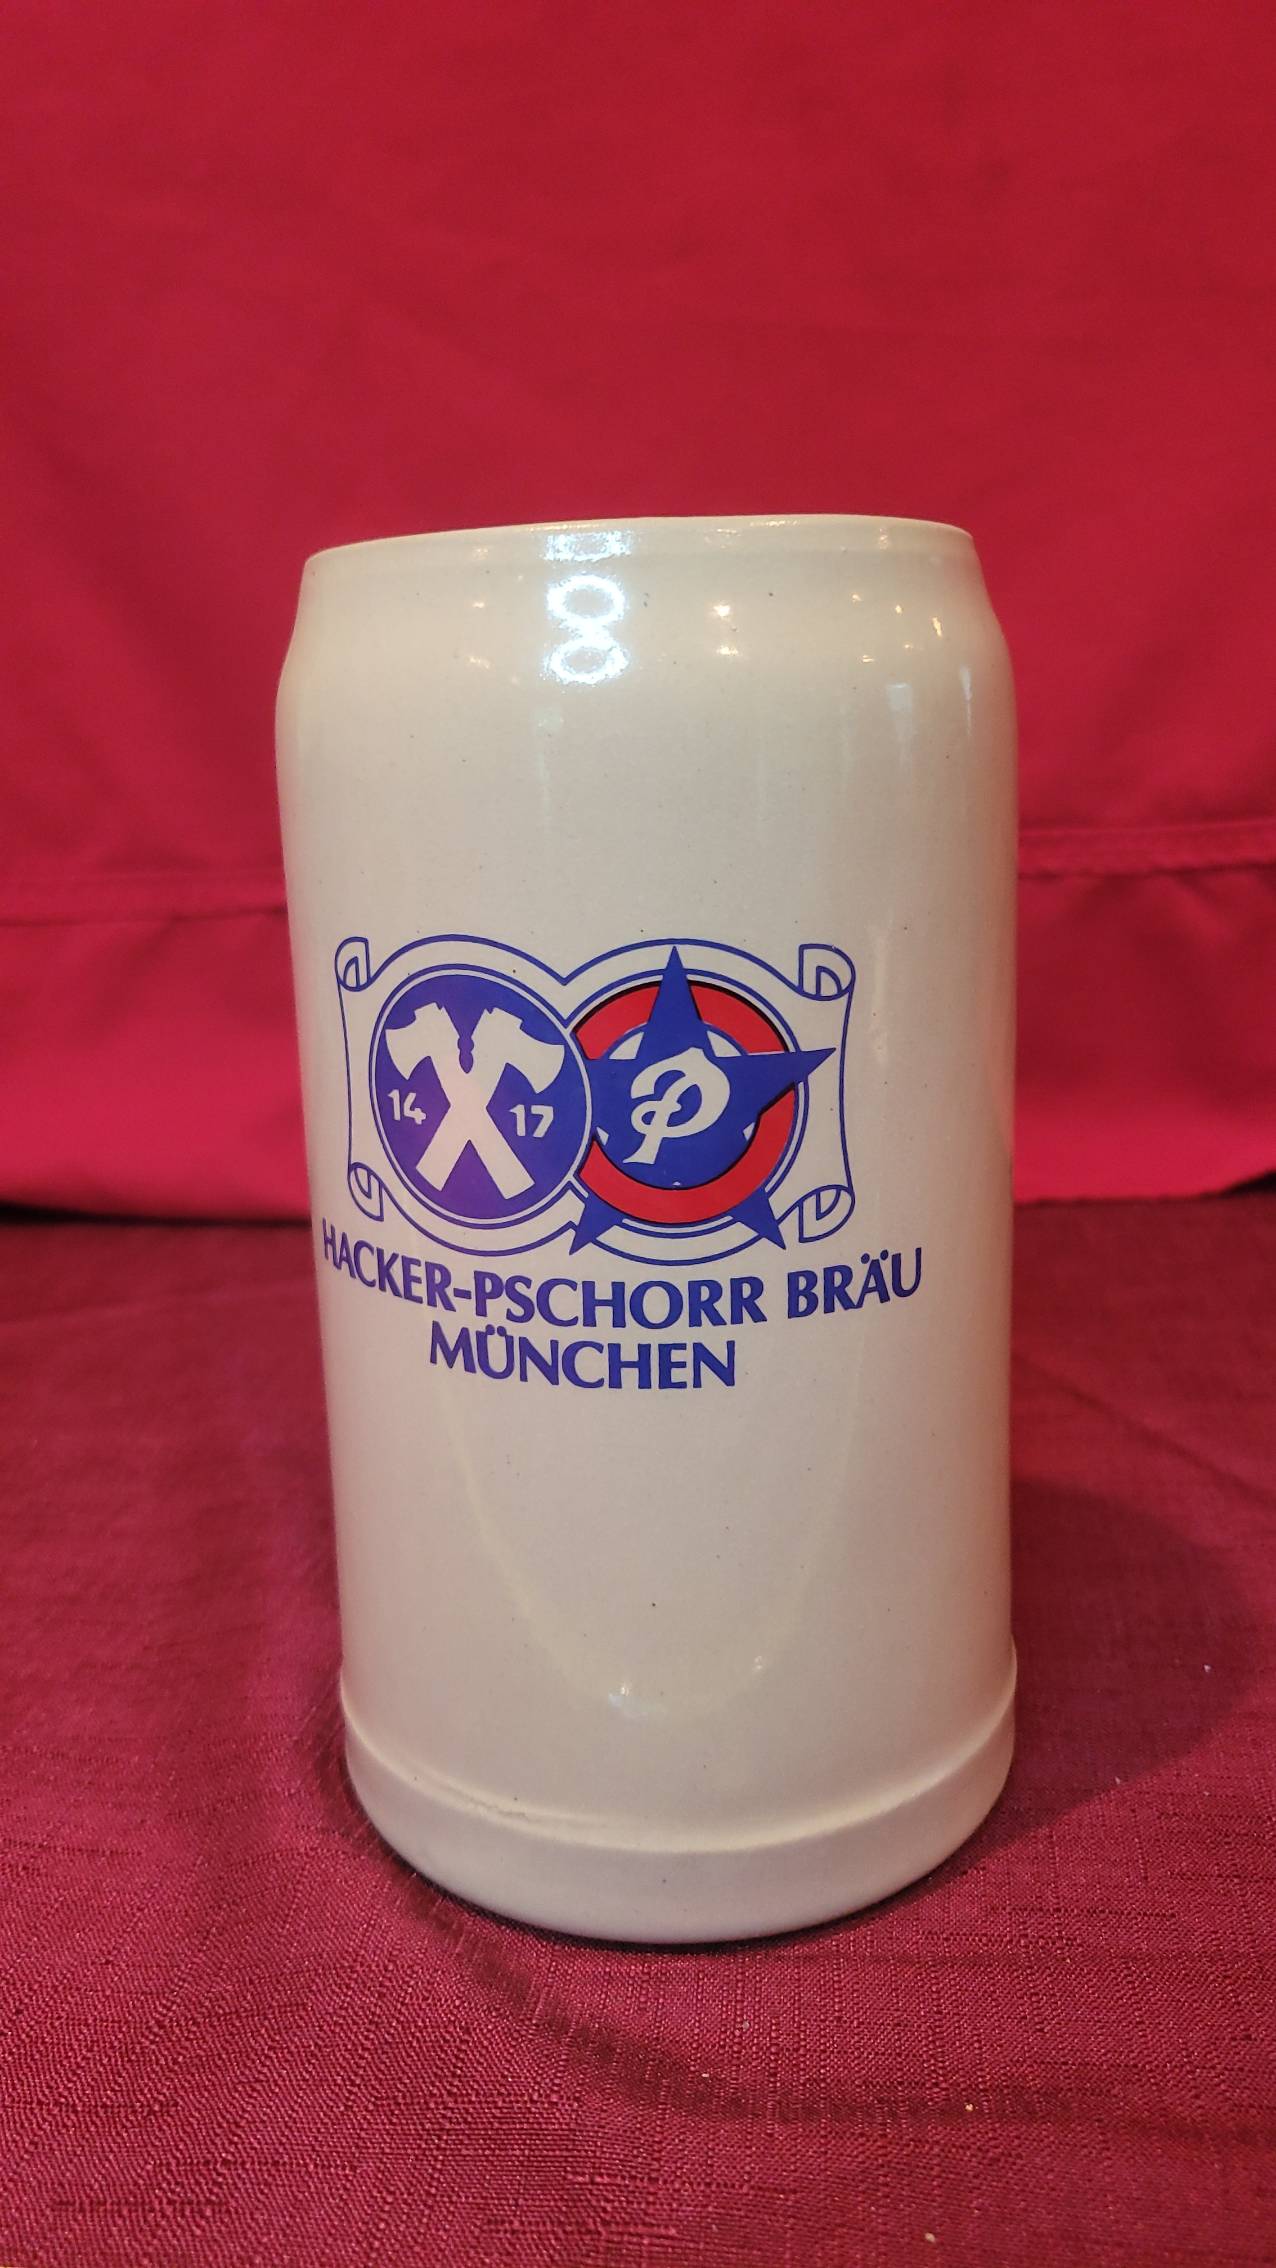 14 17 P
HACKER-PSCHORR BRÄU
MÜNCHEN